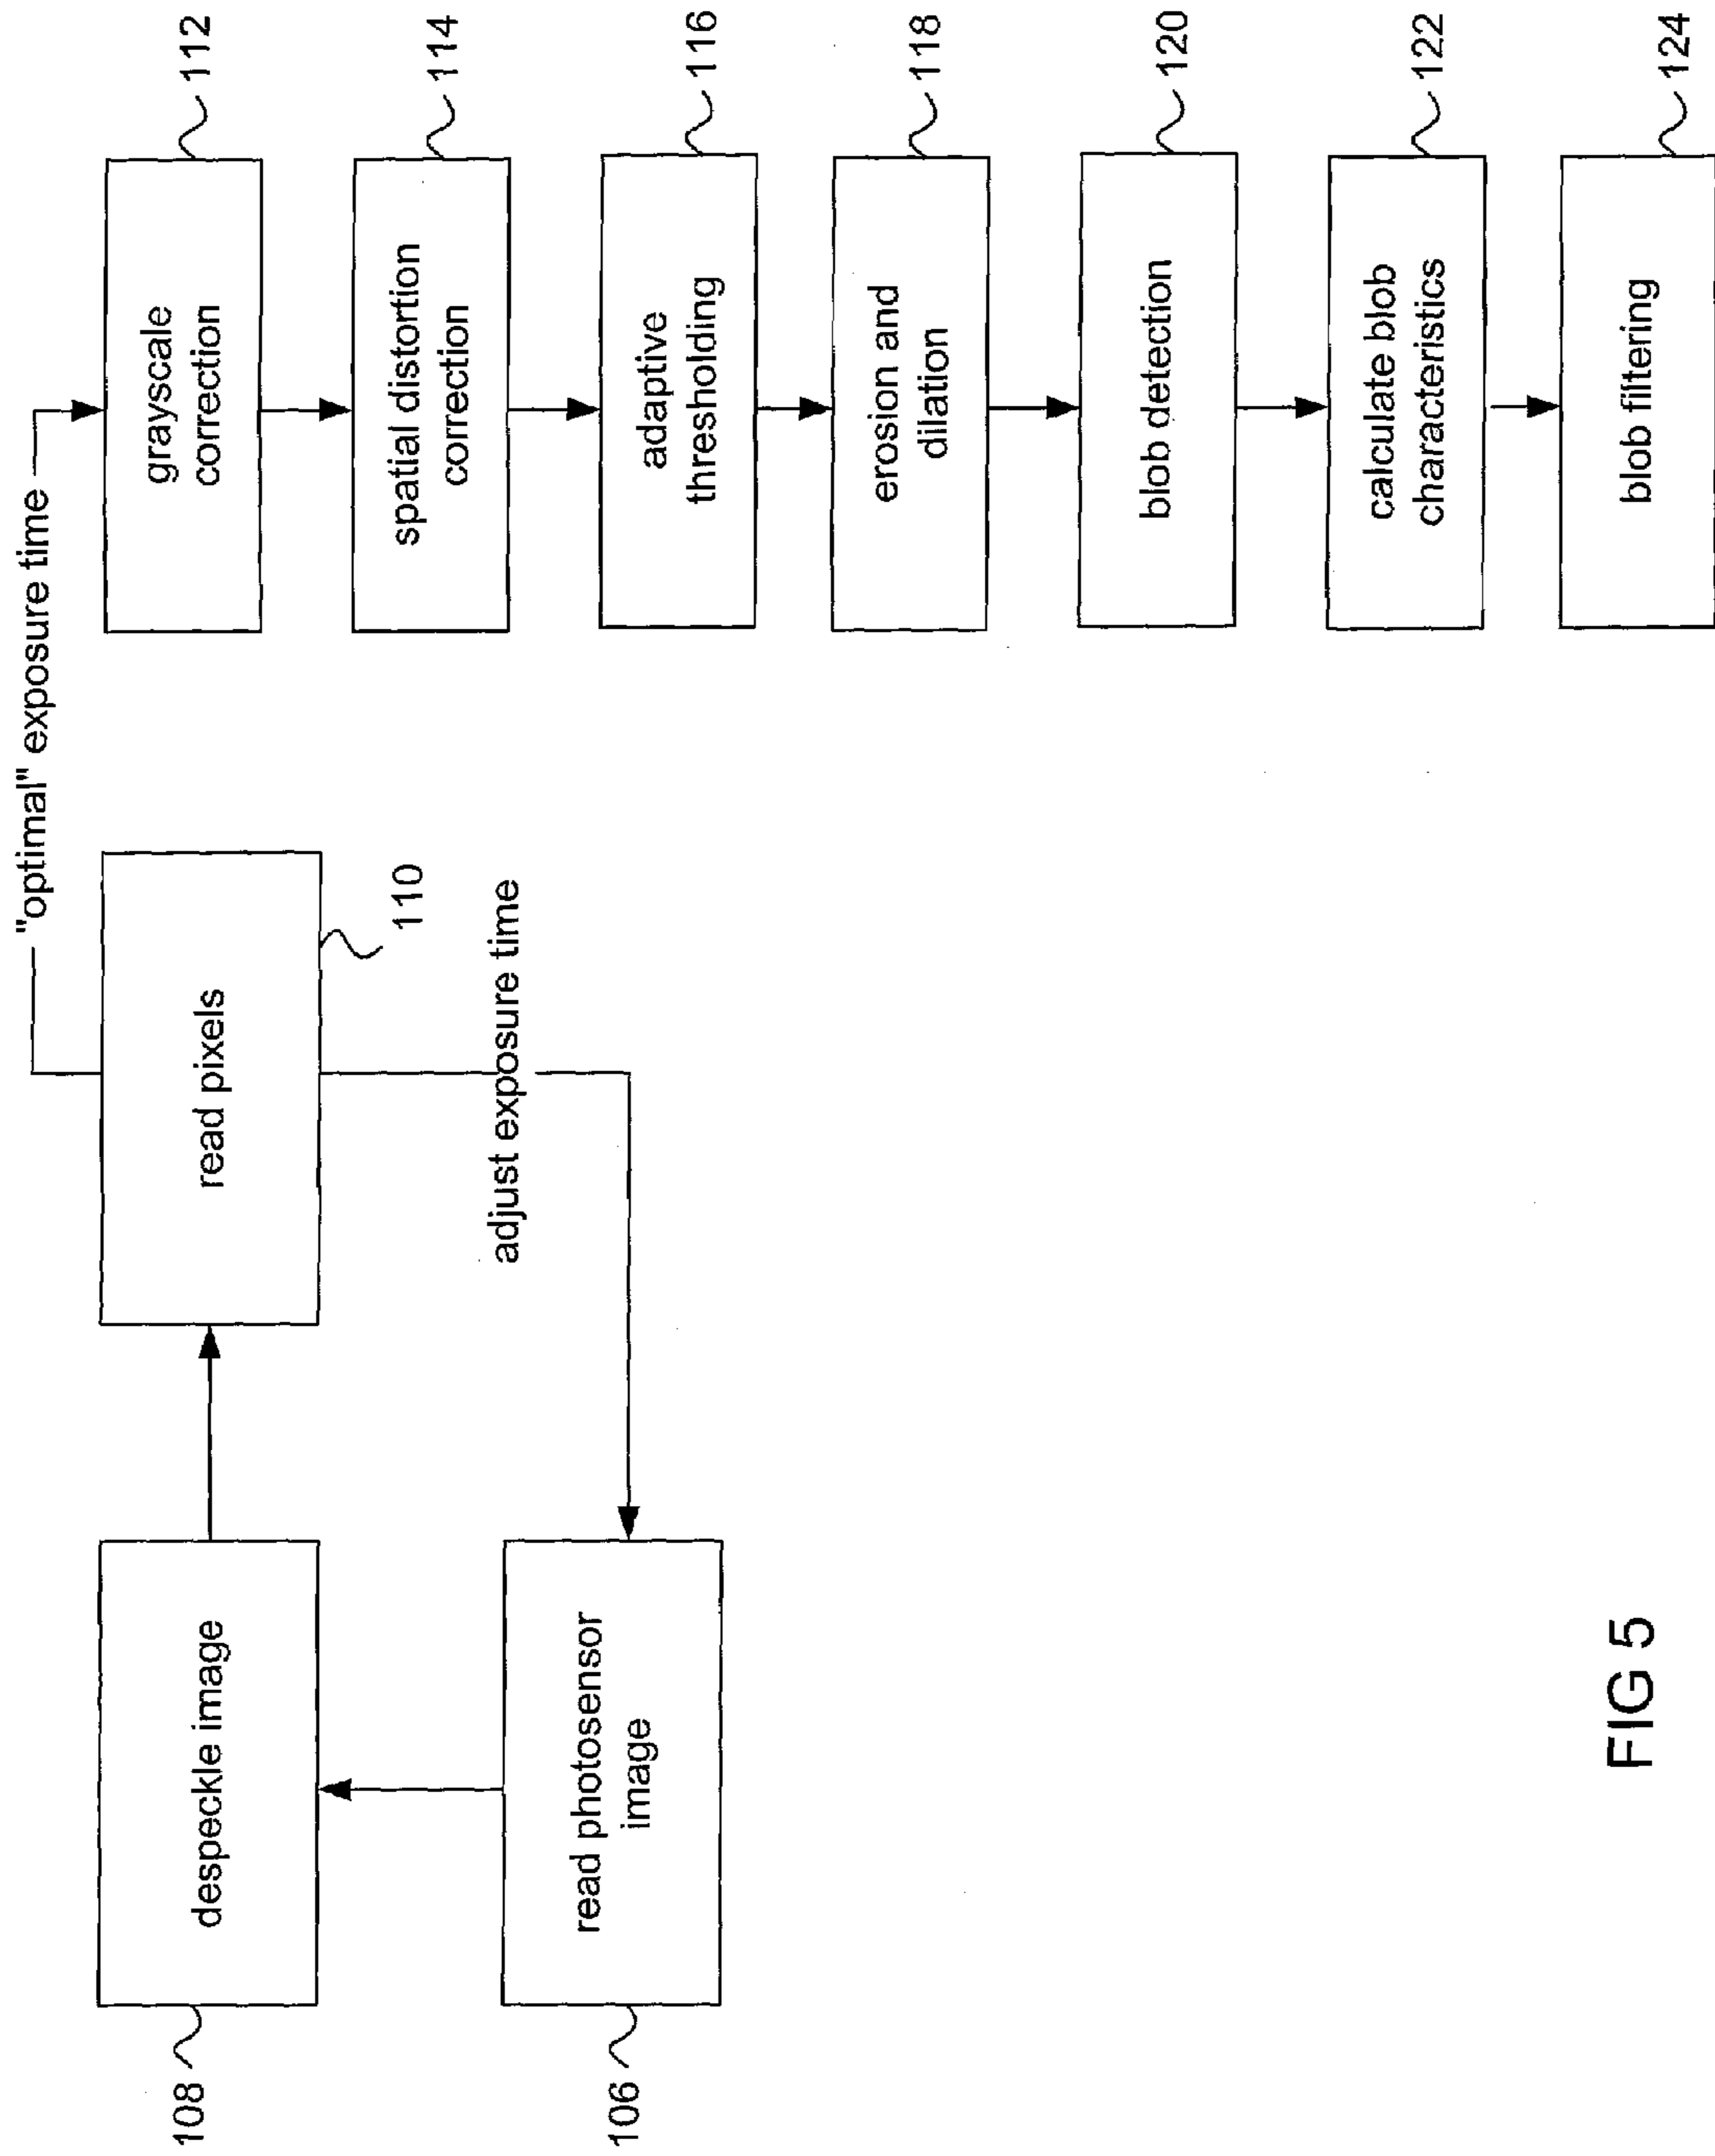 "optimal" exposure time
108
despeckle image
read pixels
110
106
read photosensor
image
adjust exposure time
grayscale
correction
112
spatial distortion
correction
114
adaptive
thresholding
116
erosion and
dilation
118
blob detection
120
calculate blob
characteristics
122
blob filtering
124
FIG 5